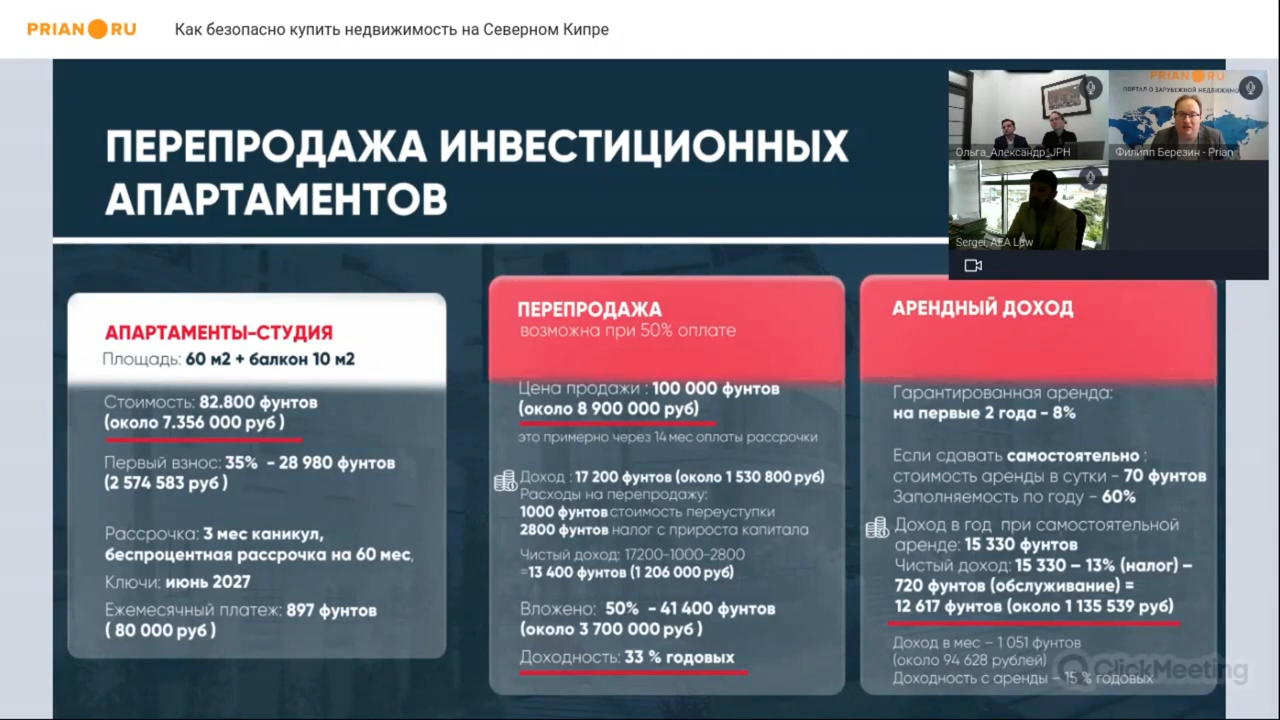 PRIAN RU
Как безопасно купить недвижимость на Северном Кипре
ПЕРЕПРОДАЖА ИНВЕСТИЦИОННЫХ
АПАРТАМЕНТОВ
PRIAN RU
ПОРТАЛ О ЗАРУБЕЖНОЙ НЕДВИЖИМО
Ольга_Александр_JPH
Филипп Березин - Prian
Sergei, AEA Law
АПАРТАМЕНТЫ-СТУДИЯ
Площадь: 60 м2 + балкон 10 м2
Стоимость: 82.800 фунтов
(около 7.356 000 руб )
Первый взнос: 35% - 28 980 фунтов
(2 574 583 руб )
Рассрочка: 3 мес каникул,
беспроцентная рассрочка на 60 мес,
Ключи: июнь 2027
Ежемесячный платеж: 897 фунтов
( 80 000 руб )
ПЕРЕПРОДАЖА
возможна при 50% оплате
Цена продажи : 100 000 фунтов
(около 8 900 000 руб)
это примерно через 14 мес оплаты рассрочки
Доход : 17 200 фунтов (около 1 530 800 руб)
Расходы на перепродажу:
1000 фунтов стоимость переуступки
2800 фунтов налог с прироста капитала
Чистый доход: 17200-1000-2800
=13 400 фунтов (1 206 000 руб)
Вложено: 50% - 41 400 фунтов
(около 3 700 000 руб )
Доходность: 33 % годовых
АРЕНДНЫЙ ДОХОД
Гарантированная аренда:
на первые 2 года - 8%
Если сдавать самостоятельно :
стоимость аренды в сутки - 70 фунтов
Заполняемость по году - 60%
Доход в год при самостоятельной
аренде: 15 330 фунтов
Чистый доход: 15 330 – 13% (налог) –
720 фунтов (обслуживание) =
12 617 фунтов (около 1 135 539 руб)
Доход в мес – 1 051 фунтов
(около 94 628 рублей)
Доходность с аренды – 15 % годовых
ClickMeeting